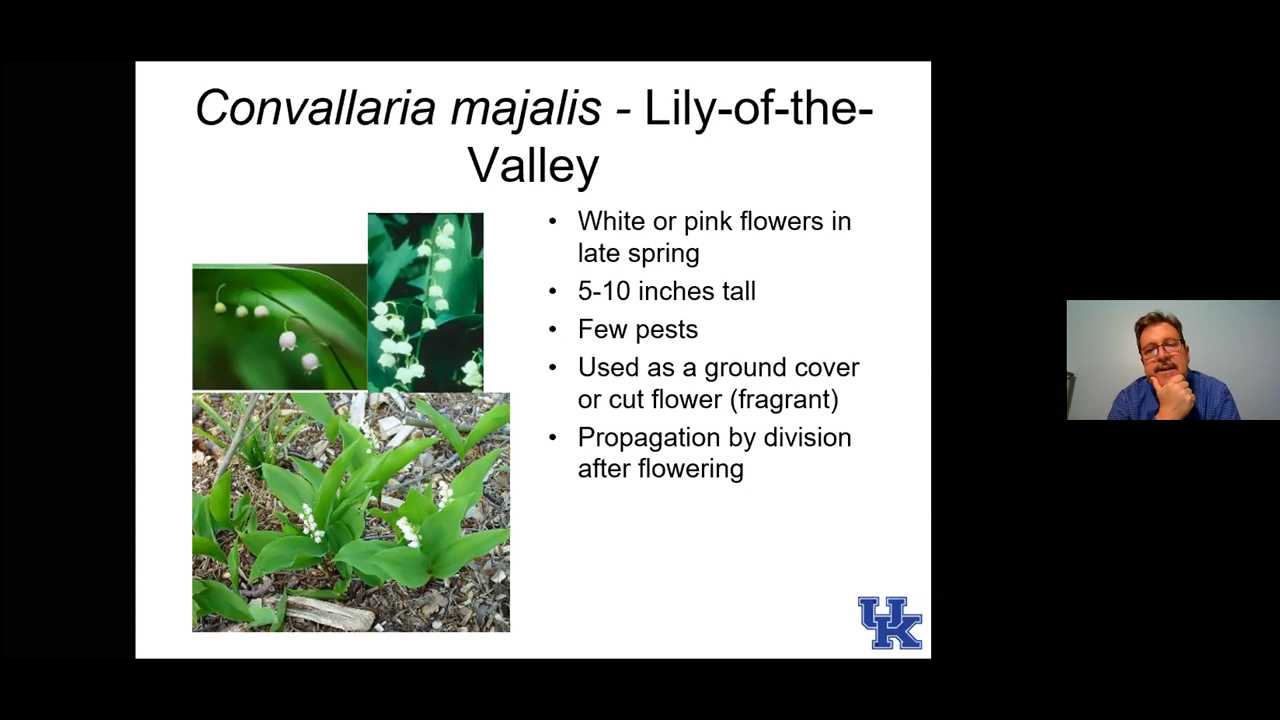 Convallaria majalis - Lily-of-the-
Valley
• White or pink flowers in
late spring
• 5-10 inches tall
• Few pests
• Used as a ground cover
or cut flower (fragrant)
• Propagation by division
after flowering
UK